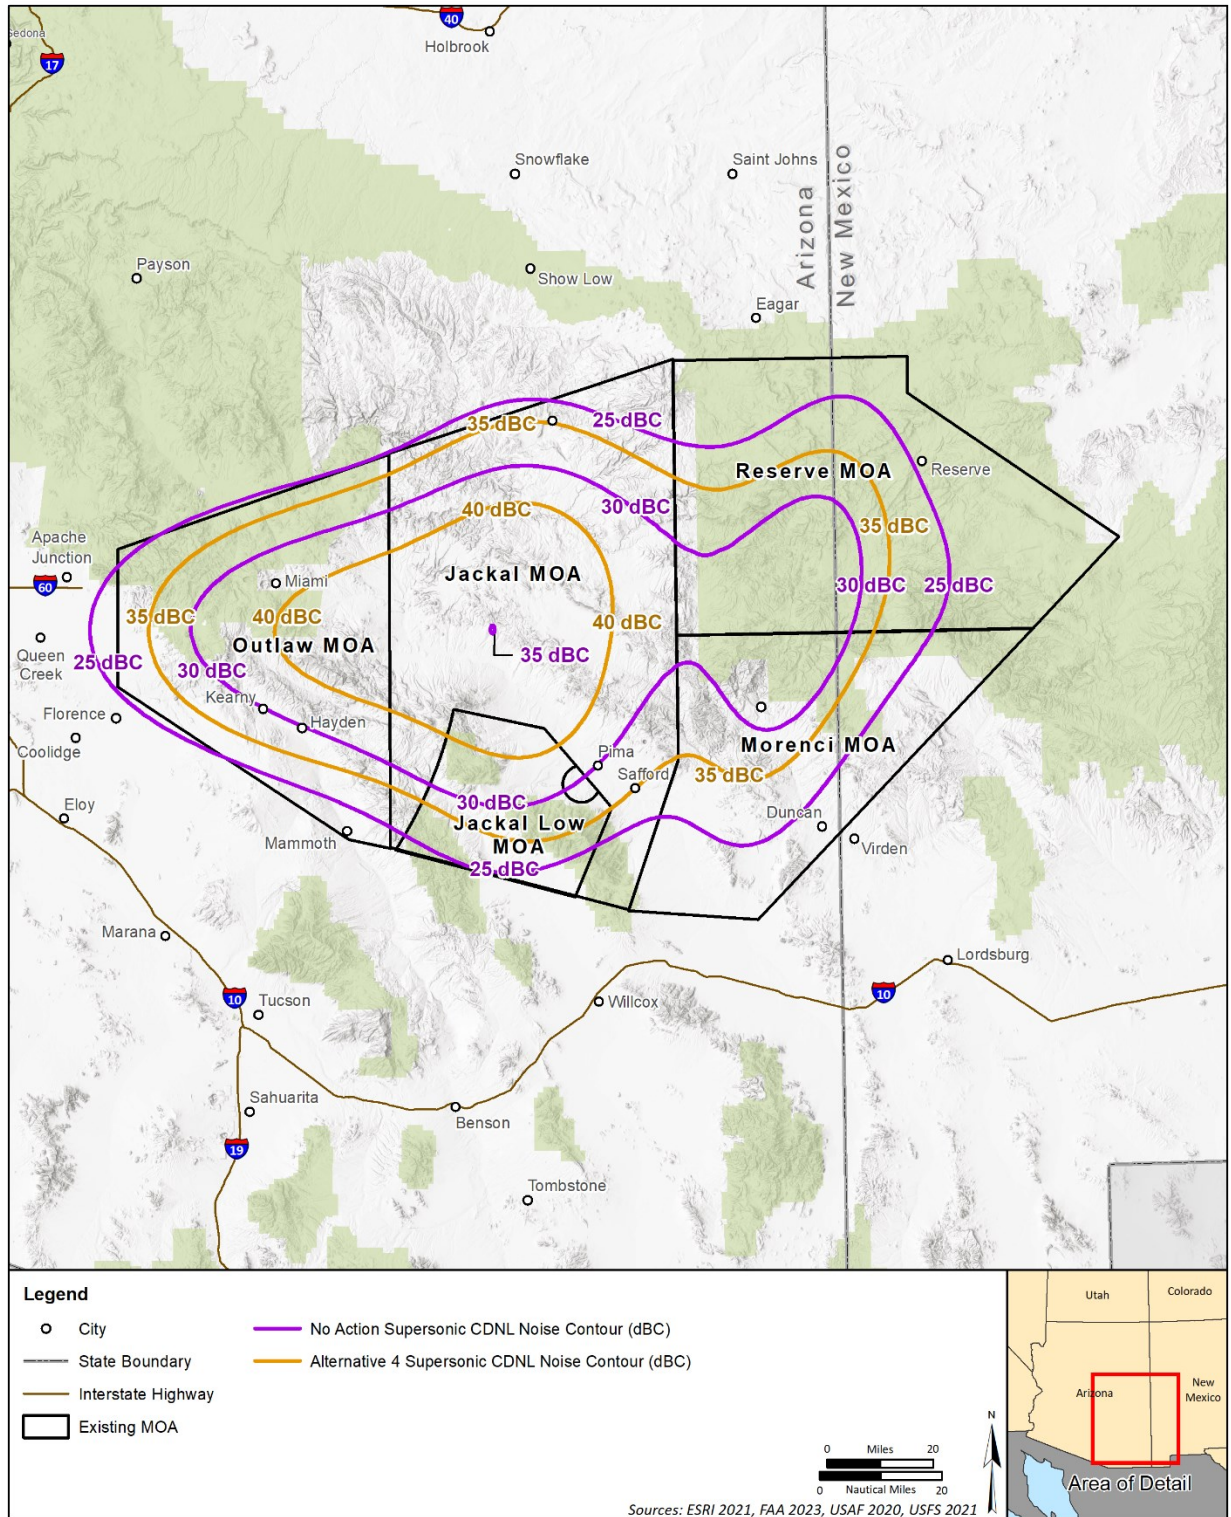 40
Holbrook
Sedona
17
Snowflake
Saint Johns
Arizona
New Mexico
Payson
Show Low
Eagar
35 dBC
25 dBC
Reserve MOA
Reserve
40 dBC
30 dBC
35 dBC
Apache
Junction
60
Miami
Jackal MOA
30 dBC
25 dBC
35 dBC
40 dBC
40 dBC
Outlaw MOA
35 dBC
Queen
Creek
25 dBC
30 dBC
Kearny
Hayden
Florence
Coolidge
Morenci MOA
Pima
Safford
35 dBC
Eloy
30 dBC
Jackal Low
MOA
Duncan
Virden
Mammoth
25 dBC
Marana
Lordsburg
10
Tucson
Willcox
10
Sahuarita
Benson
19
Tombstone
Legend
City
State Boundary
Interstate Highway
Existing MOA
No Action Supersonic CDNL Noise Contour (dBC)
Alternative 4 Supersonic CDNL Noise Contour (dBC)
0 Miles 20
0 Nautical Miles 20
N
Sources: ESRI 2021, FAA 2023, USAF 2020, USFS 2021
Utah
Colorado
Arizona
New
Mexico
Area of Detail